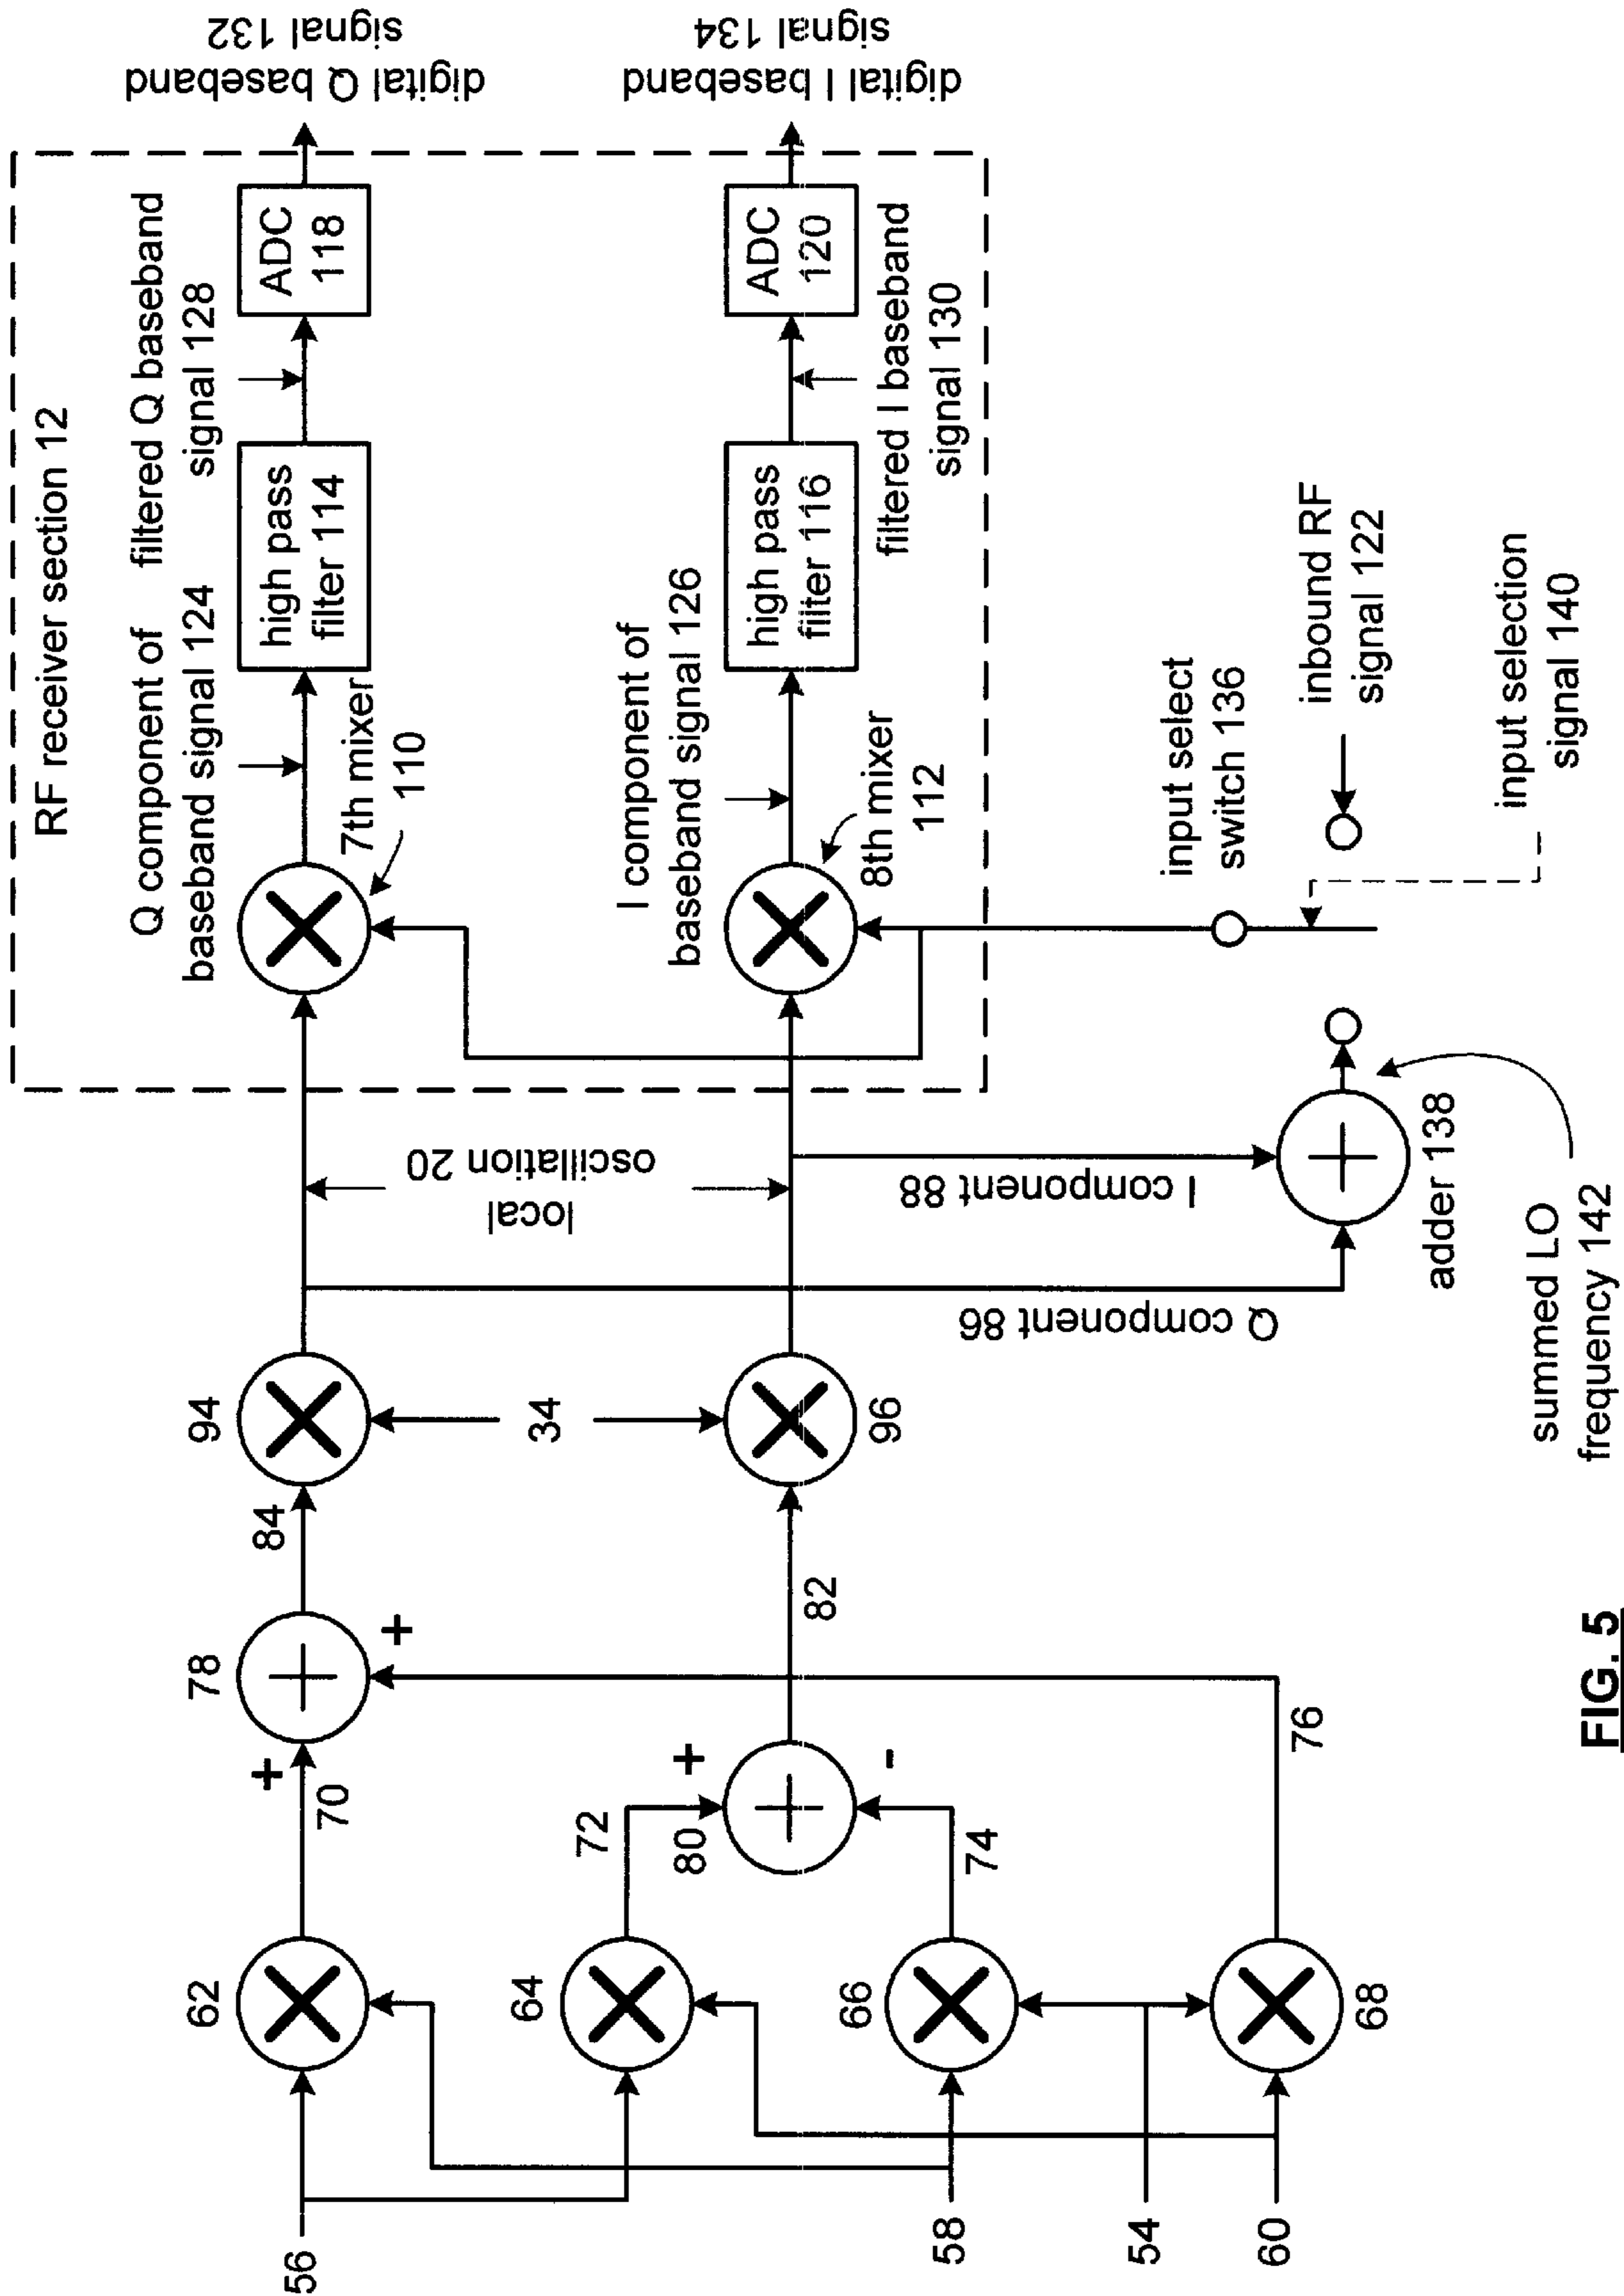 RF receiver section 12
Q component of
baseband signal 124
filtered Q baseband
signal 128
digital Q baseband
signal 132
7th mixer
110
high pass
filter 114
ADC
118
I component of
baseband signal 126
8th mixer
112
high pass
filter 116
ADC
120
filtered I baseband
signal 130
digital I baseband
signal 134
56
62
70
+
78
+
84
94
34
local
oscillation 20
64
72
+
80
-
82
96
66
74
58
54
60
68
76
Q component 86
I component 88
adder 138
summed LO
frequency 142
input select
switch 136
inbound RF
signal 122
input selection
signal 140
FIG. 5